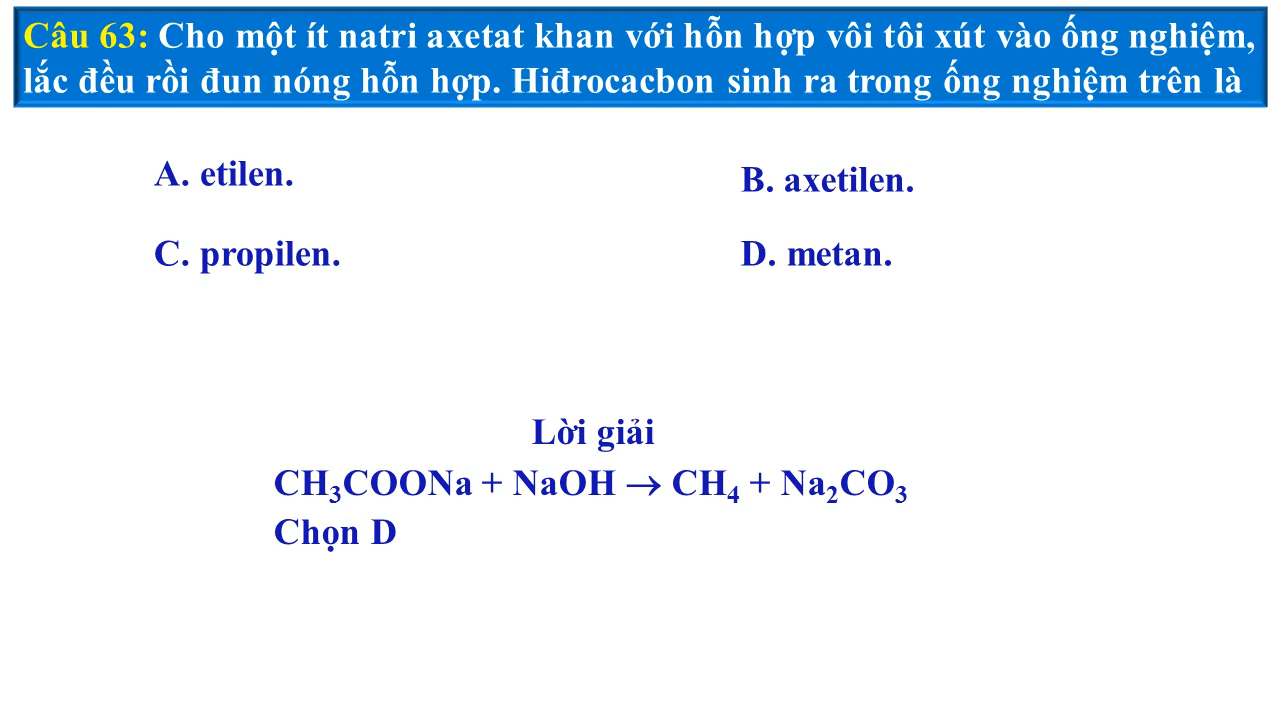 Câu 63: Cho một ít natri axetat khan với hỗn hợp vôi tôi xút vào ống nghiệm,
lắc đều rồi đun nóng hỗn hợp. Hiđrocacbon sinh ra trong ống nghiệm trên là
A. etilen.
B. axetilen.
C. propilen.
D. metan.
Lời giải
CH₃COONa + NaOH → CH₄ + Na₂CO₃
Chọn D